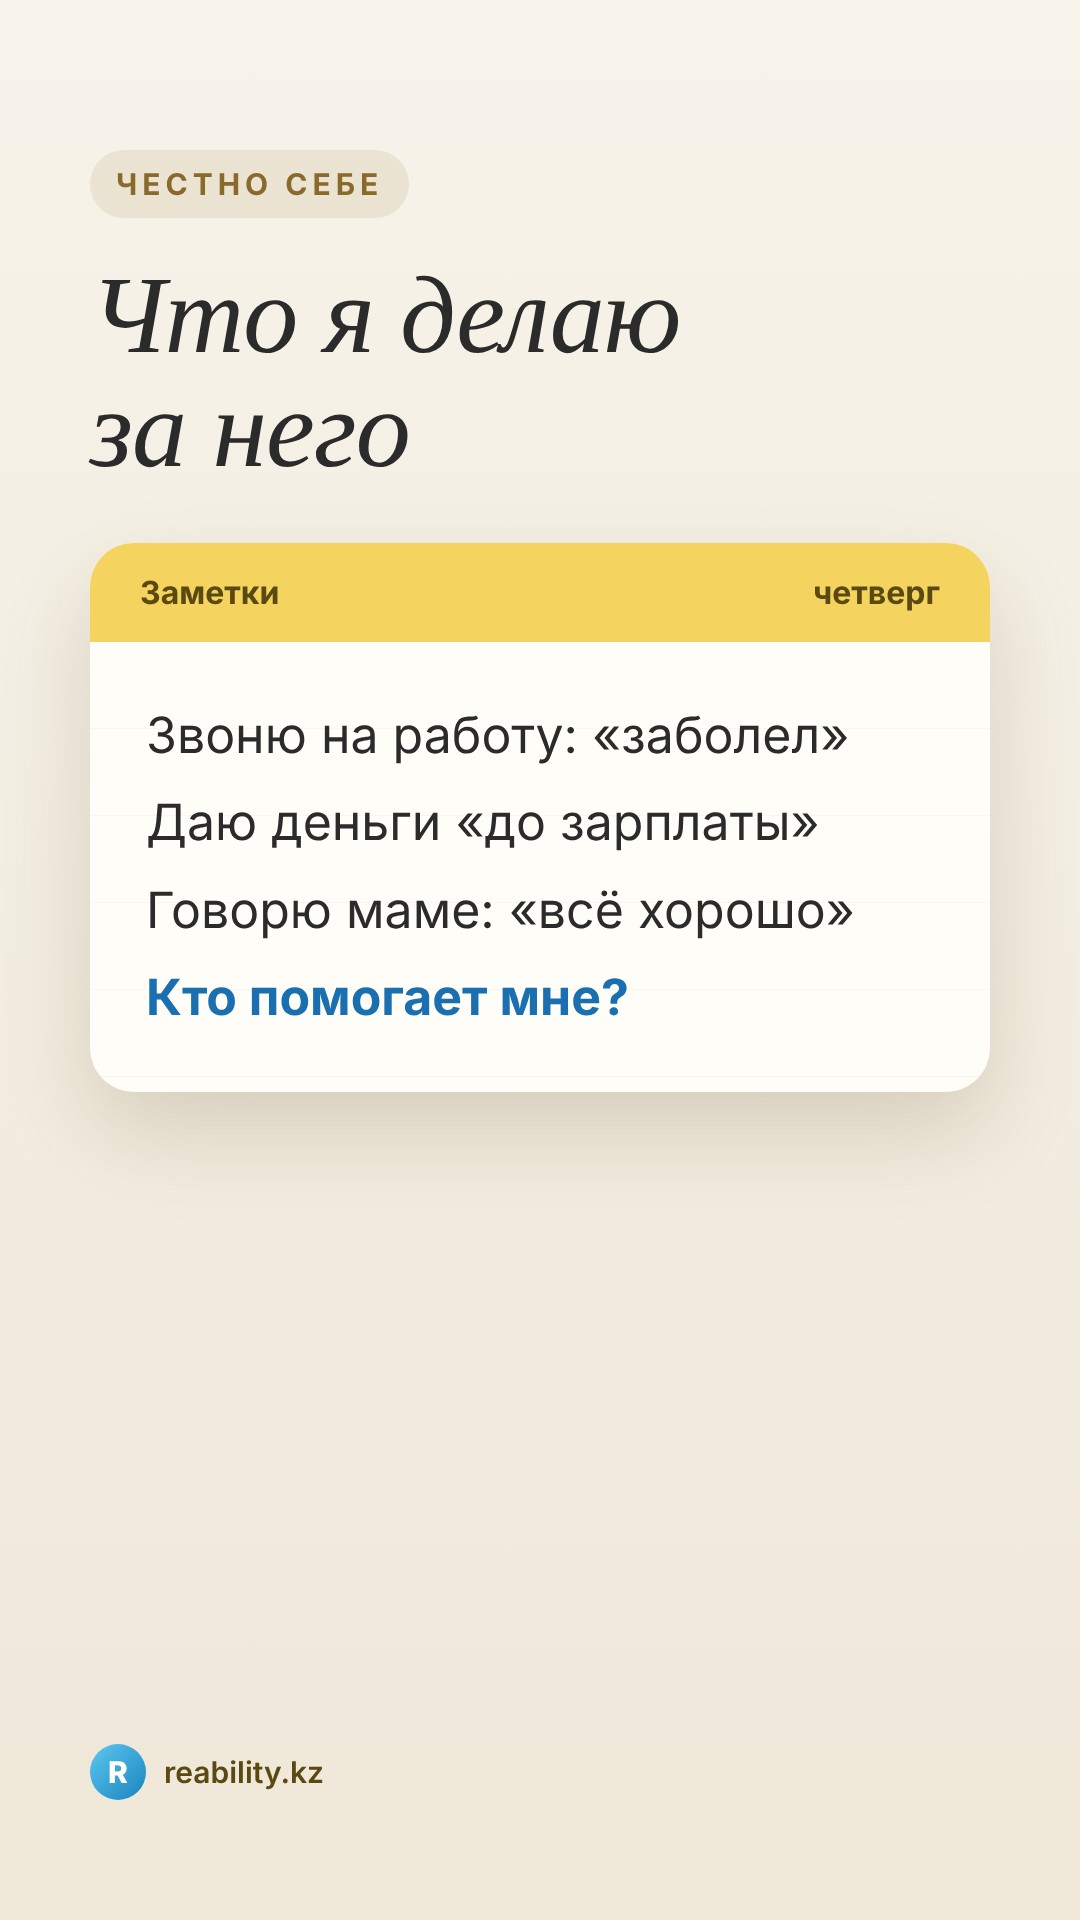 ЧЕСТНО СЕБЕ
Что я делаю
за него
Заметки четверг
Звоню на работу: «заболел»
Даю деньги «до зарплаты»
Говорю маме: «всё хорошо»
Кто помогает мне?
R reability.kz